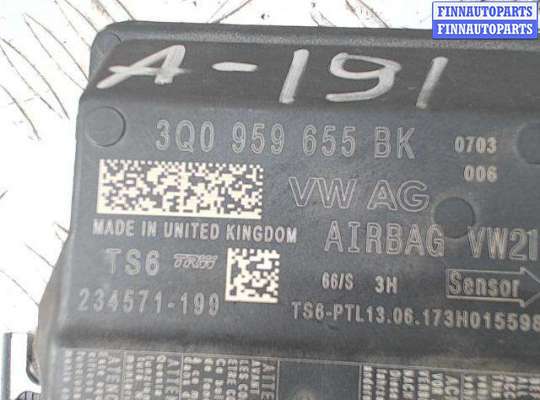 FINNAUTOPARTS
FINNAUTOPARTS
A-191
3Q0 959 655 BK
0703
006
VW AG
MADE IN UNITED KINGDOM
AIRBAG VW21
TS6 TRW
66/S 3H
Sensor
234571-199
TS6-PTL13.06.173H015598